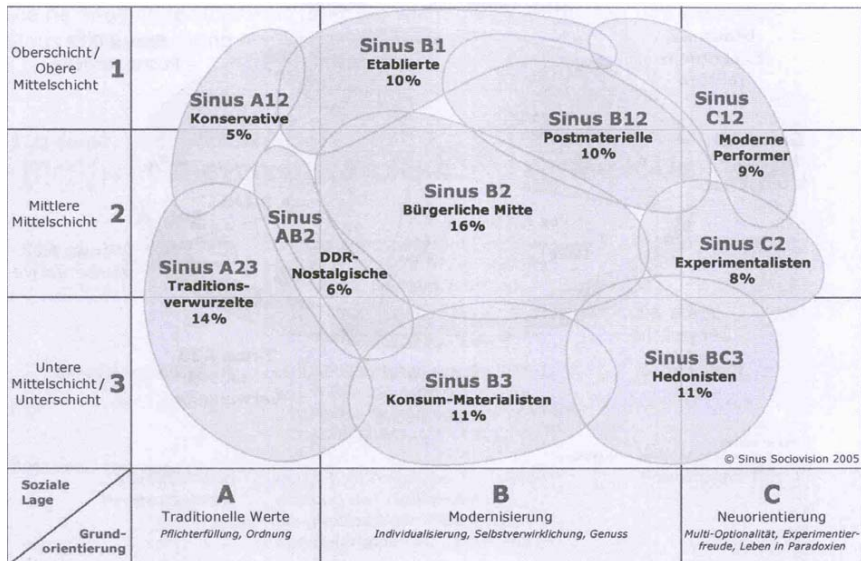 Oberschicht /
Obere
Mittelschicht
1
Sinus B1
Etablierte
10%
Sinus A12
Konservative
5%
Sinus B12
Postmaterielle
10%
Sinus
C12
Moderne
Performer
9%
Mittlere
Mittelschicht
2
Sinus B2
Bürgerliche Mitte
16%
Sinus
AB2
DDR-
Nostalgische
6%
Sinus C2
Experimentalisten
8%
Sinus A23
Traditions-
verwurzelte
14%
Untere
Mittelschicht /
Unterschicht
3
Sinus B3
Konsum-Materialisten
11%
Sinus BC3
Hedonisten
11%
© Sinus Sociovision 2005
Soziale
Lage
Grund-
orientierung
A
Traditionelle Werte
Pflichterfüllung, Ordnung
B
Modernisierung
Individualisierung, Selbstverwirklichung, Genuss
C
Neuorientierung
Multi-Optionalität, Experimentier-
freude, Leben in Paradoxien